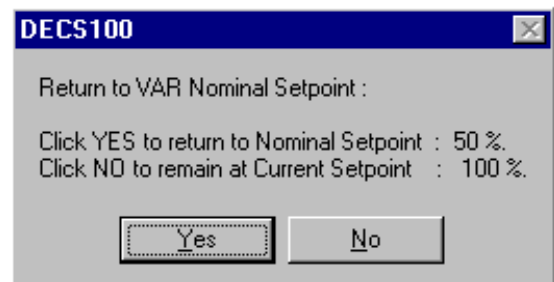 DECS100
Return to VAR Nominal Setpoint :
Click YES to return to Nominal Setpoint : 50 %.
Click NO to remain at Current Setpoint : 100 %.
Yes
No